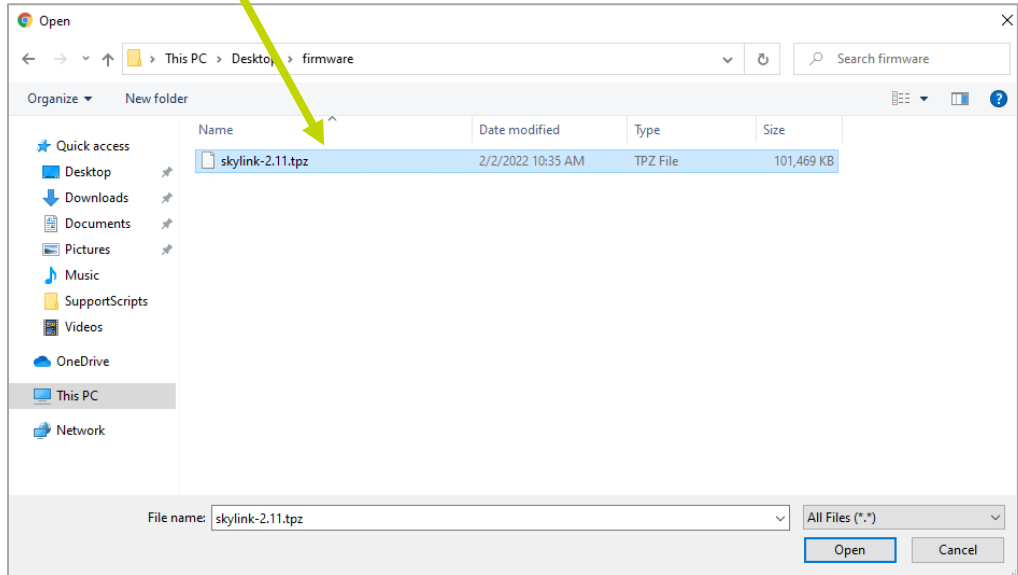 Open
This PC > Desktop > firmware
Search firmware
Organize
New folder
Name
Date modified
Type
Size
skylink-2.11.tpz
2/2/2022 10:35 AM
TPZ File
101,469 KB
Quick access
Desktop
Downloads
Documents
Pictures
Music
SupportScripts
Videos
OneDrive
This PC
Network
File name:
skylink-2.11.tpz
All Files (*.*)
Open
Cancel